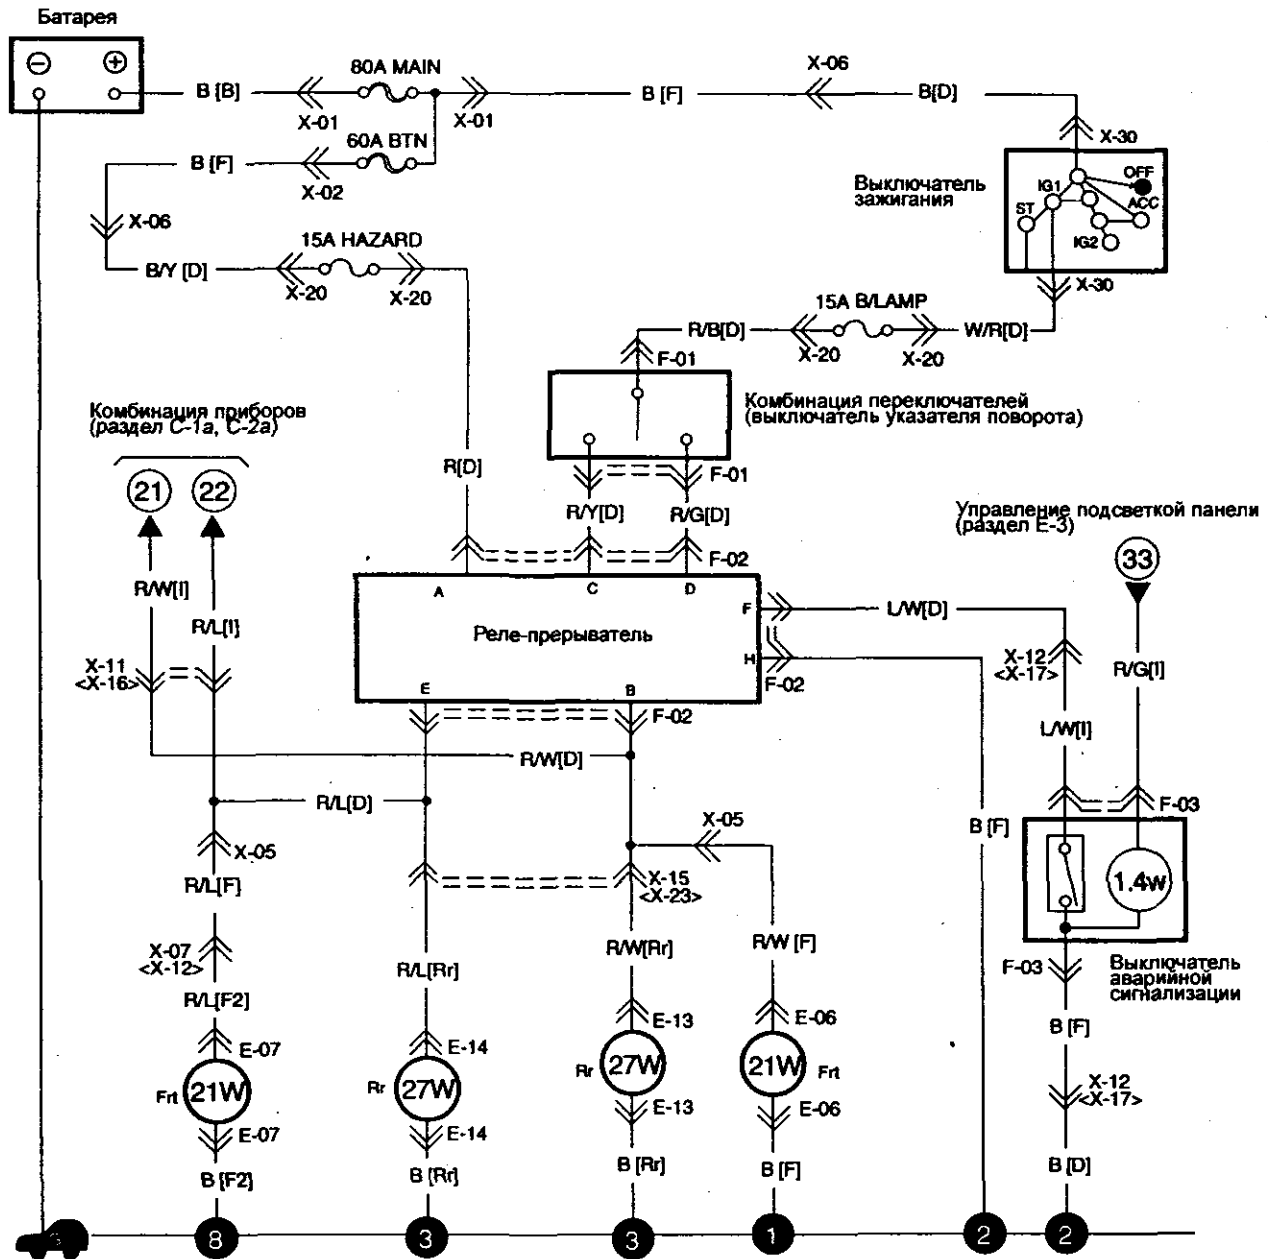 Батарея
80A MAIN
X-06
B [B]
B [F]
B[D]
X-01
X-01
60A BTN
X-30
B [F]
X-02
Выключатель
зажигания
OFF
IG1
ACC
ST
IG2
X-06
15A HAZARD
B/Y [D]
X-20
X-20
X-30
15A B/LAMP
R/B[D]
W/R[D]
X-20
X-20
F-01
Комбинация переключателей
(выключатель указателя поворота)
Комбинация приборов
(раздел C-1a, C-2a)
R[D]
F-01
21
22
R/Y[D]
R/G[D]
Управление подсветкой панели
(раздел E-3)
F-02
33
R/W[I]
A
C
D
F
L/W[D]
R/L[I]
Реле-прерыватель
X-11
<X-16>
H
X-12
<X-17>
R/G[I]
F-02
E
B
F-02
L/W[I]
R/W[D]
R/L[D]
F-03
X-05
B [F]
X-05
R/L[F]
X-15
<X-23>
1.4w
X-07
<X-12>
R/W[Rr]
R/W [F]
R/L[Rr]
F-03
Выключатель
аварийной
сигнализации
R/L[F2]
E-13
E-06
B [F]
E-07
E-14
Frt
21W
Rr
27W
Rr
27W
21W
Frt
X-12
<X-17>
E-13
E-06
E-07
E-14
B [F2]
B [Rr]
B [Rr]
B [F]
B [D]
8
3
3
1
2
2